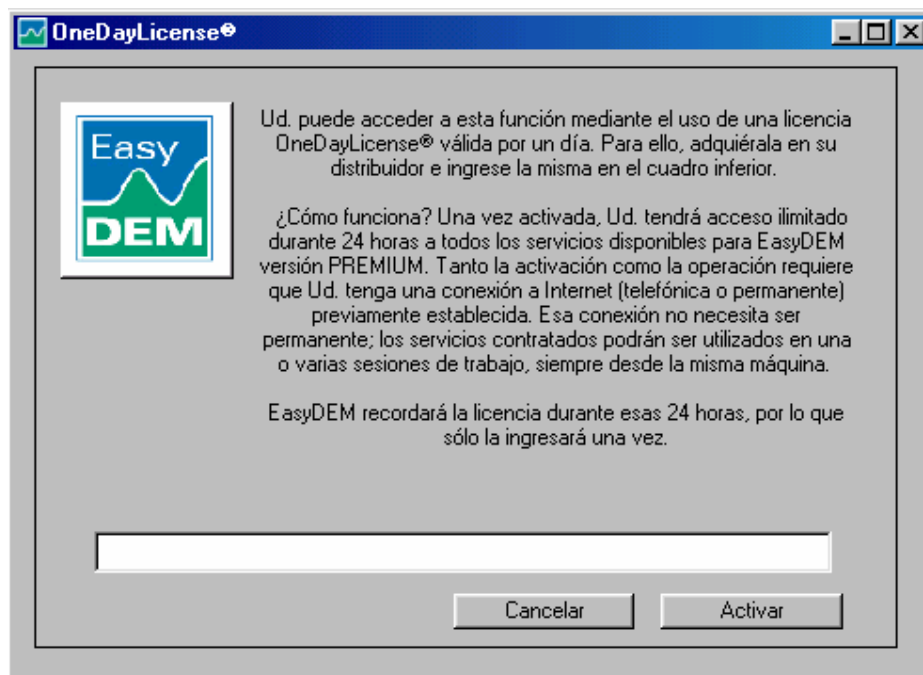 OneDayLicense®
Easy
DEM
Ud. puede acceder a esta función mediante el uso de una licencia
OneDayLicense® válida por un día. Para ello, adquiérala en su
distribuidor e ingrese la misma en el cuadro inferior.
¿Cómo funciona? Una vez activada, Ud. tendrá acceso ilimitado
durante 24 horas a todos los servicios disponibles para EasyDEM
versión PREMIUM. Tanto la activación como la operación requiere
que Ud. tenga una conexión a Internet (telefónica o permanente)
previamente establecida. Esa conexión no necesita ser
permanente; los servicios contratados podrán ser utilizados en una
o varias sesiones de trabajo, siempre desde la misma máquina.
EasyDEM recordará la licencia durante esas 24 horas, por lo que
sólo la ingresará una vez.
Cancelar
Activar